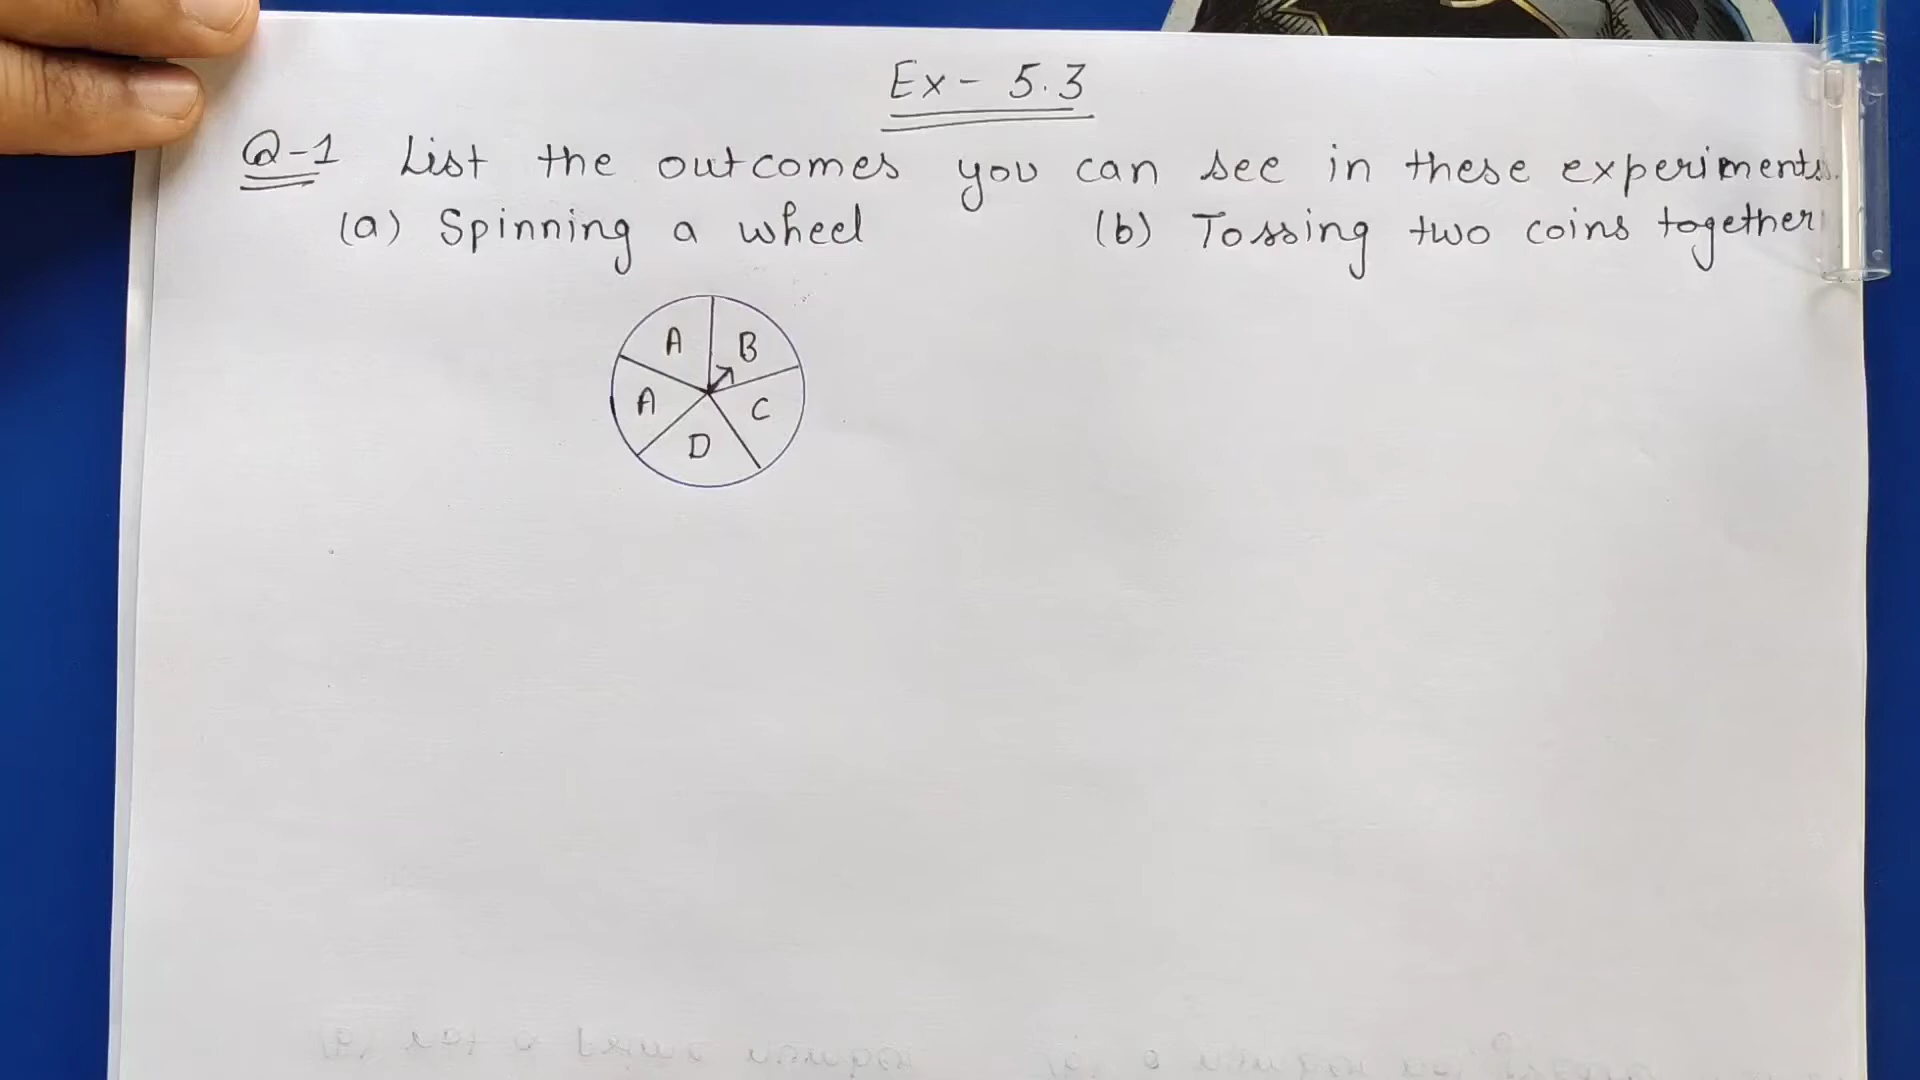 Ex - 5.3
Q-1 List the outcomes you can see in these experiments.
(a) Spinning a wheel (b) Tossing two coins together
A B
A C
D